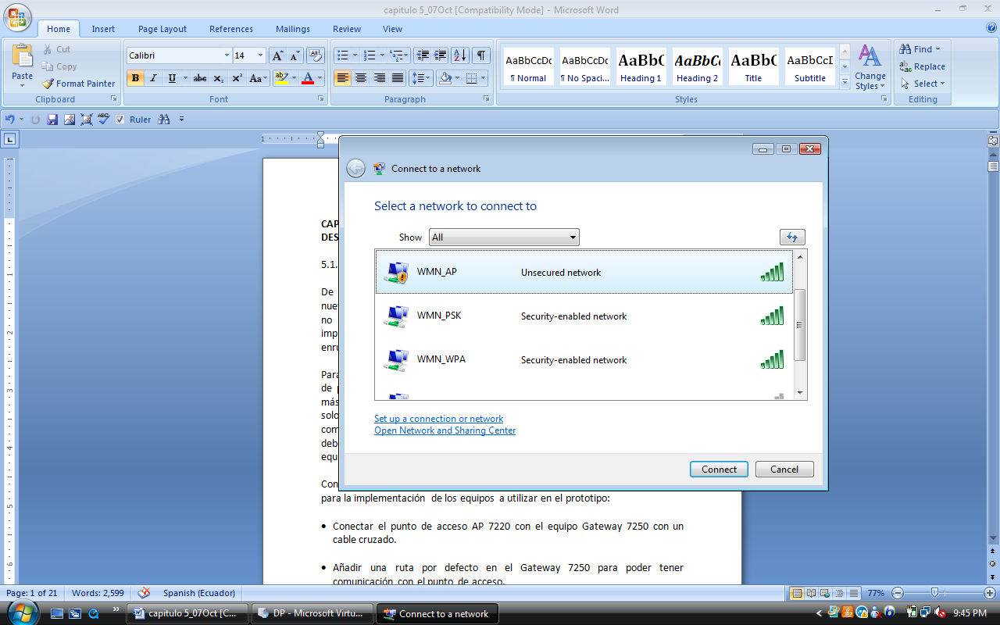 capitulo 5_07Oct [Compatibility Mode] - Microsoft Word
Home Insert Page Layout References Mailings Review View
Paste
Cut
Copy
Format Painter
Clipboard
Calibri 14
B I U abc x₂ x² Aa
Font
Paragraph
AaBbCcDc AaBbCcDc AaBbC AaBbC AaBbC AaBbCcI
¶ Normal ¶ No Spaci... Heading 1 Heading 2 Title Subtitle
Styles
Change Styles
Find
Replace
Select
Editing
Ruler
Connect to a network
Select a network to connect to
Show All
WMN_AP Unsecured network
WMN_PSK Security-enabled network
WMN_WPA Security-enabled network
Set up a connection or network
Open Network and Sharing Center
Connect Cancel
CAP
DES
5.1.
De
nuev
no
imp
enru
Para
de p
más
solo
com
debe
equi
Con
para la implementación de los equipos a utilizar en el prototipo:
• Conectar el punto de acceso AP 7220 con el equipo Gateway 7250 con un
cable cruzado.
• Añadir una ruta por defecto en el Gateway 7250 para poder tener
comunicación con el punto de acceso.
Page: 1 of 21 Words: 2,599 Spanish (Ecuador) 77%
capitulo 5_07Oct [C... DP - Microsoft Virtu... Connect to a network 9:45 PM